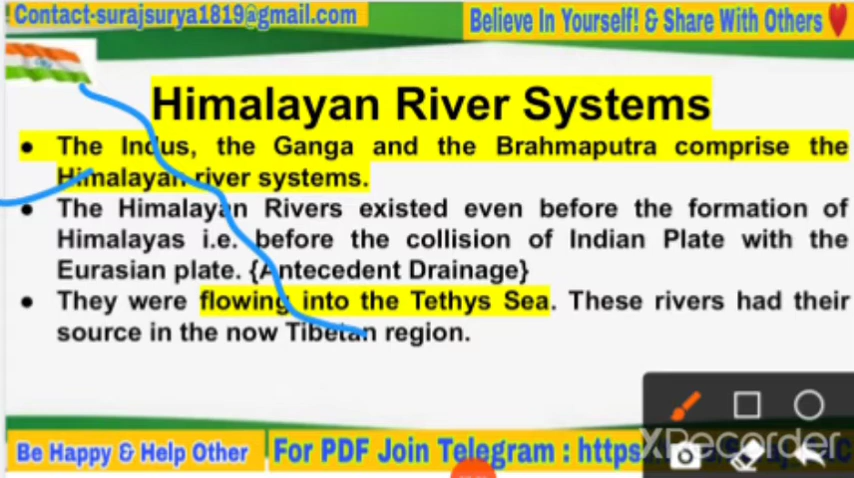 : Contact-surajsurya1819@gmail.com
Believe In Yourself! & Share With Others
Himalayan River Systems
● The Indus, the Ganga and the Brahmaputra comprise the
Himalayan river systems.
● The Himalayan Rivers existed even before the formation of
Himalayas i.e. before the collision of Indian Plate with the
Eurasian plate. {Antecedent Drainage}
● They were flowing into the Tethys Sea. These rivers had their
source in the now Tibetan region.
XRecorder
Be Happy & Help Other
For PDF Join Telegram : https